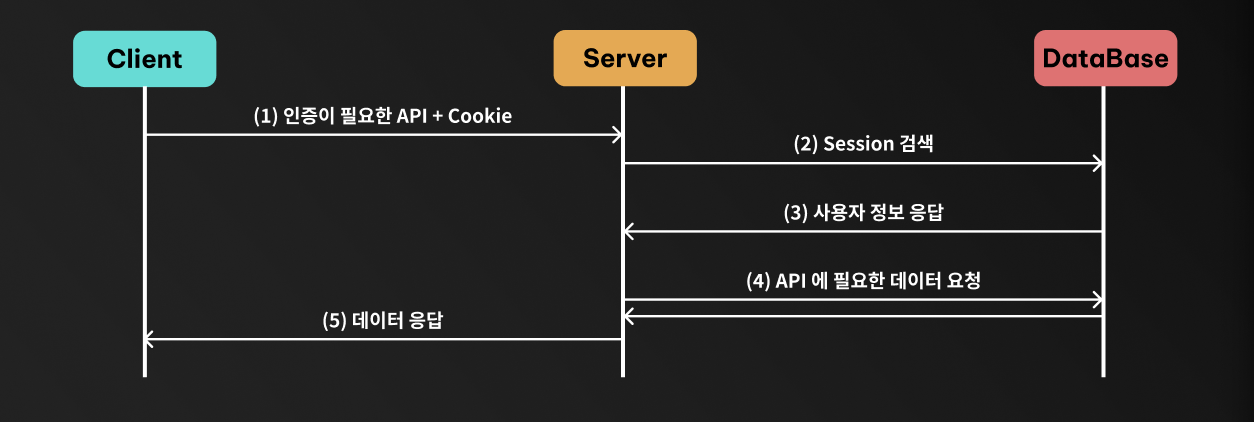 Client
Server
DataBase
(1) 인증이 필요한 API + Cookie
(2) Session 검색
(3) 사용자 정보 응답
(4) API 에 필요한 데이터 요청
(5) 데이터 응답